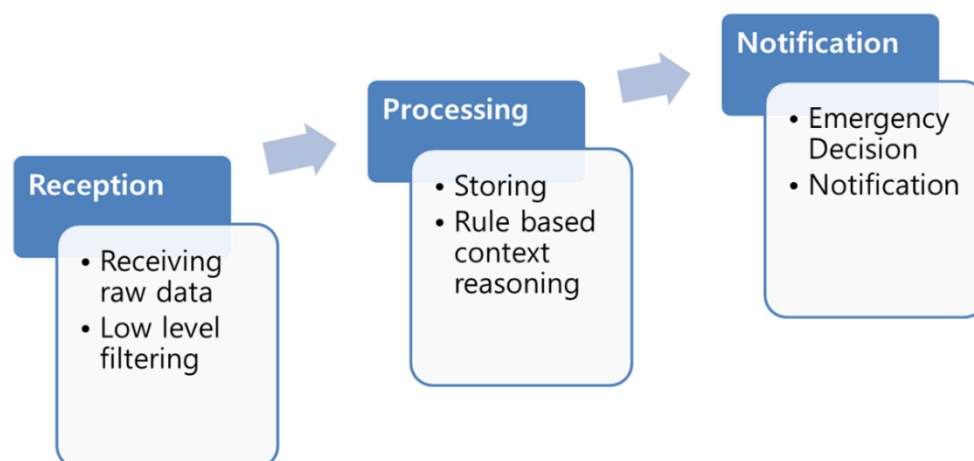 Reception
• Receiving
raw data
• Low level
filtering
Processing
• Storing
• Rule based
context
reasoning
Notification
• Emergency
Decision
• Notification